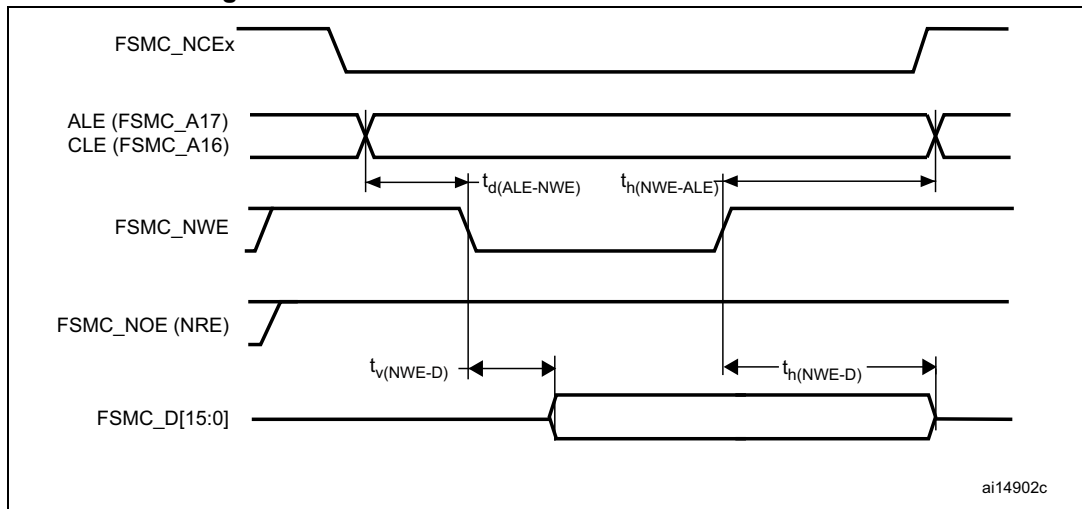 FSMC_NCEx
ALE (FSMC_A17)
CLE (FSMC_A16)
td(ALE-NWE)
th(NWE-ALE)
FSMC_NWE
FSMC_NOE (NRE)
tv(NWE-D)
th(NWE-D)
FSMC_D[15:0]
ai14902c